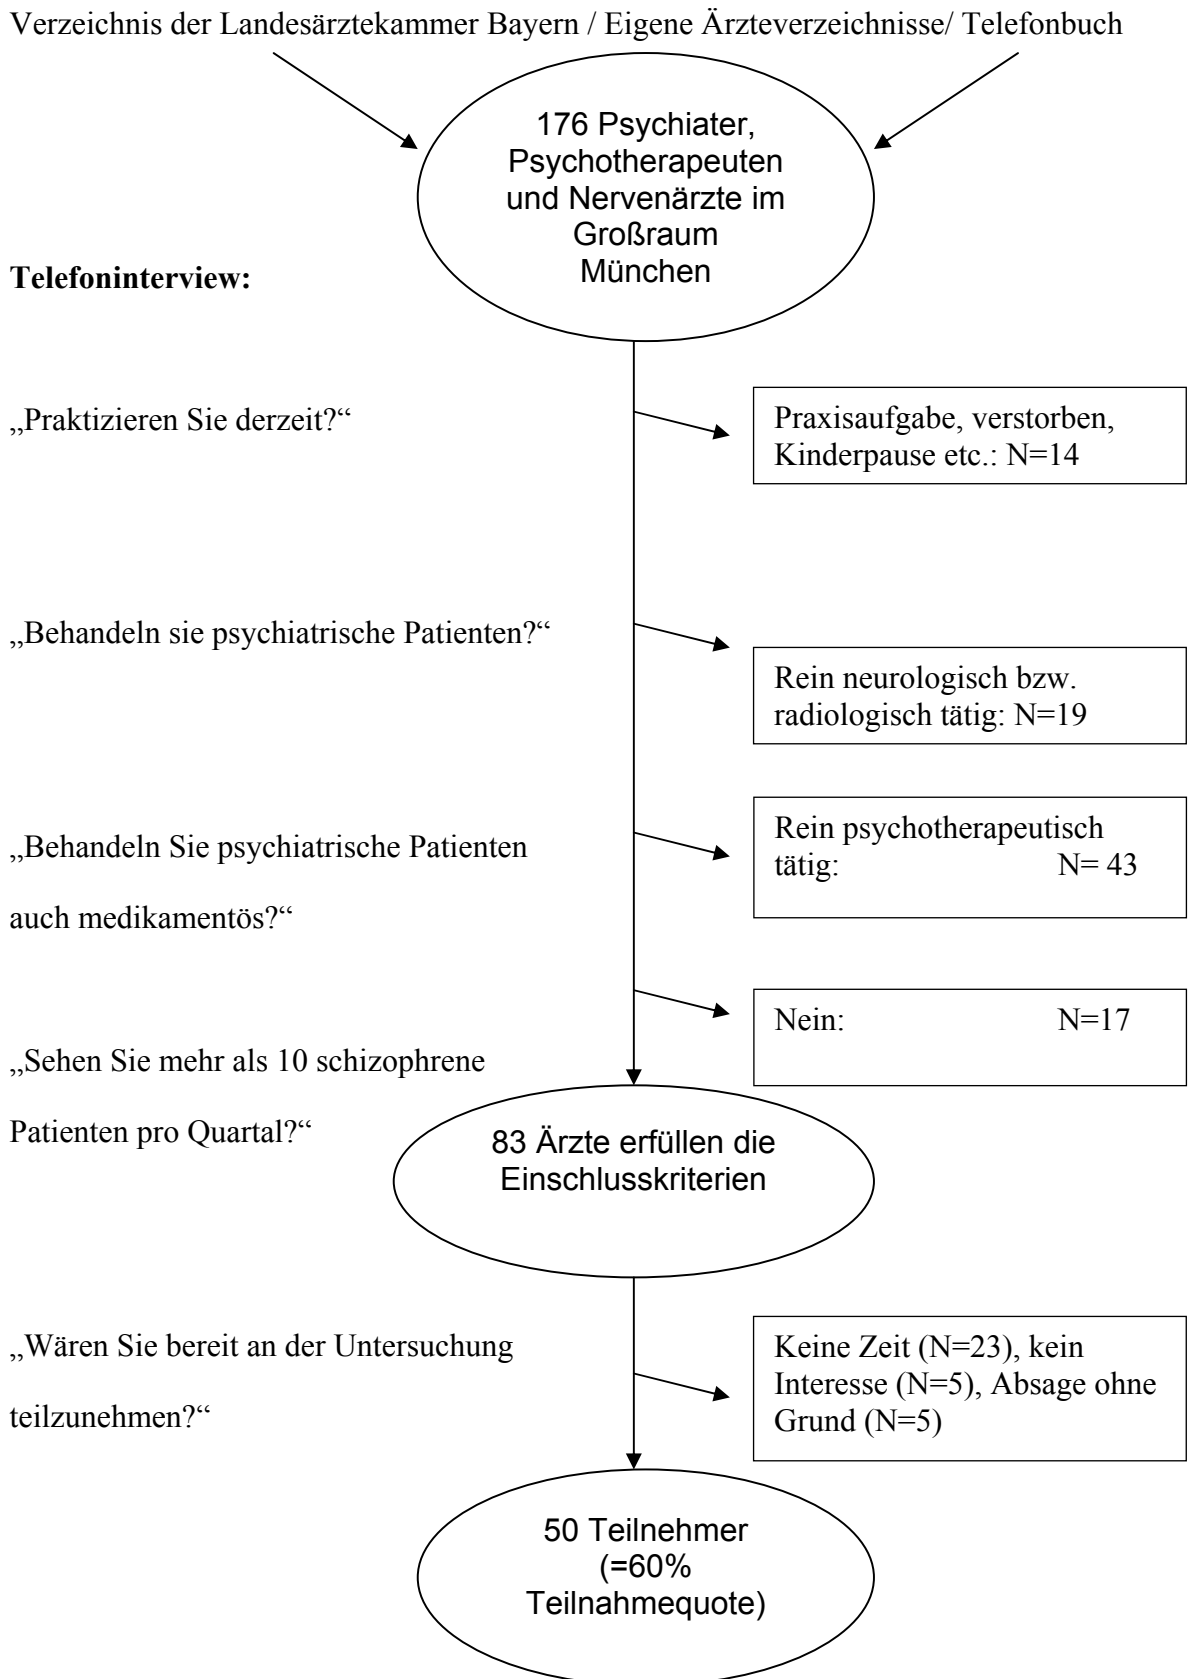 Verzeichnis der Landesärztekammer Bayern / Eigene Ärzteverzeichnisse/ Telefonbuch
176 Psychiater,
Psychotherapeuten
und Nervenärzte im
Großraum
München
Telefoninterview:
„Praktizieren Sie derzeit?“
Praxisaufgabe, verstorben,
Kinderpause etc.: N=14
„Behandeln sie psychiatrische Patienten?“
Rein neurologisch bzw.
radiologisch tätig: N=19
„Behandeln Sie psychiatrische Patienten
auch medikamentös?“
Rein psychotherapeutisch
tätig: N= 43
Nein: N=17
„Sehen Sie mehr als 10 schizophrene
Patienten pro Quartal?“
83 Ärzte erfüllen die
Einschlusskriterien
„Wären Sie bereit an der Untersuchung
teilzunehmen?“
Keine Zeit (N=23), kein
Interesse (N=5), Absage ohne
Grund (N=5)
50 Teilnehmer
(=60%
Teilnahmequote)